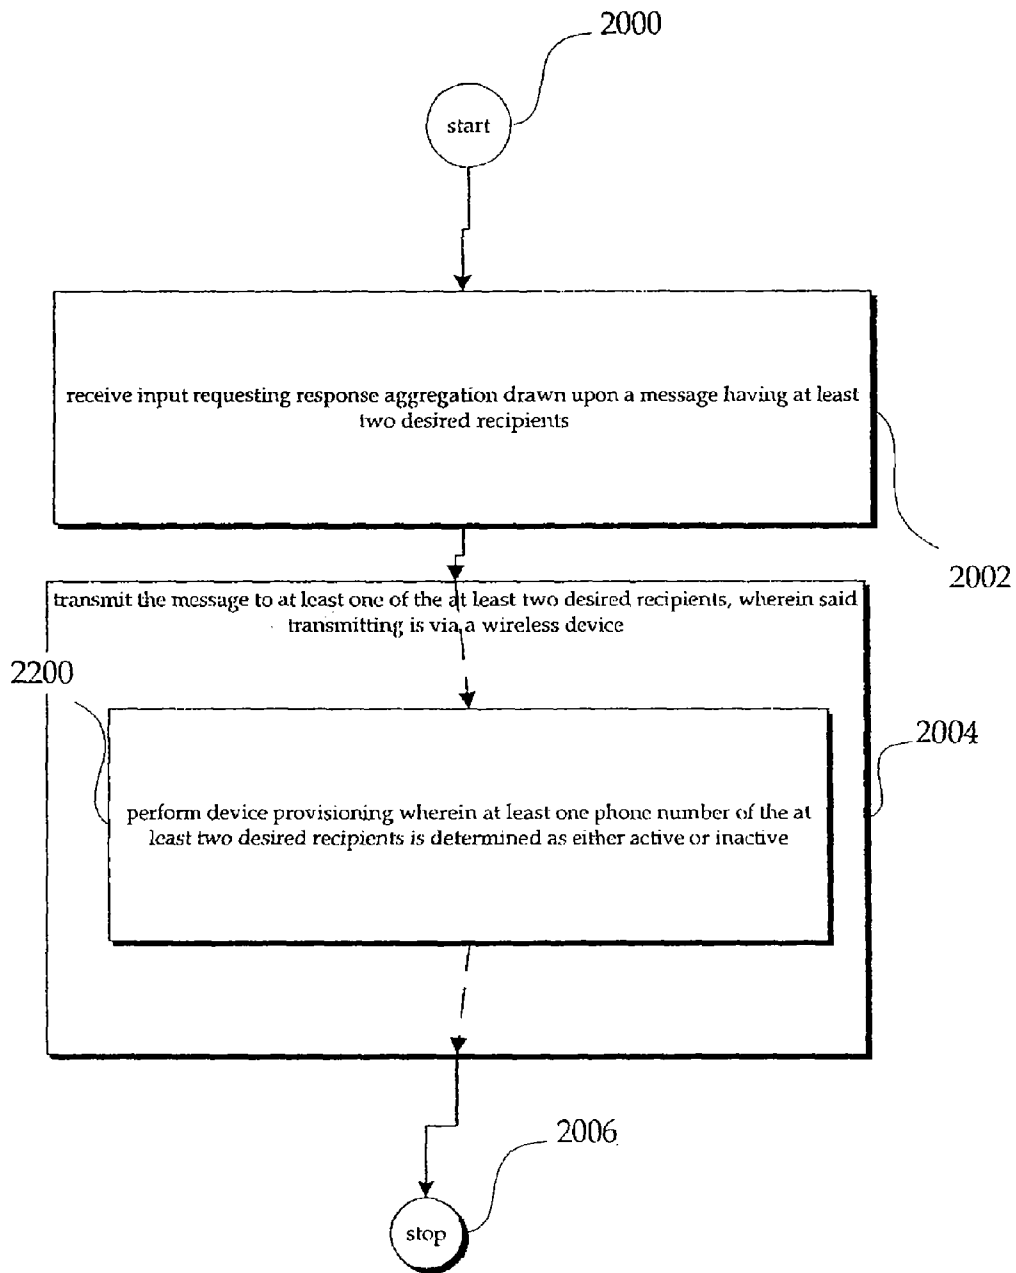 2000
start
receive input requesting response aggregation drawn upon a message having at least
two desired recipients
2002
transmit the message to at least one of the at least two desired recipients, wherein said
transmitting is via a wireless device
2200
2004
perform device provisioning wherein at least one phone number of the at
least two desired recipients is determined as either active or inactive
2006
stop